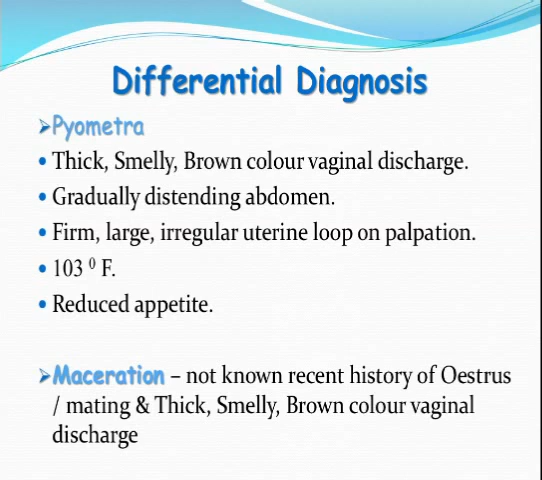 Differential Diagnosis
➢Pyometra
• Thick, Smelly, Brown colour vaginal discharge.
• Gradually distending abdomen.
• Firm, large, irregular uterine loop on palpation.
• 103 ⁰ F.
• Reduced appetite.
➢Maceration – not known recent history of Oestrus
/ mating & Thick, Smelly, Brown colour vaginal
discharge